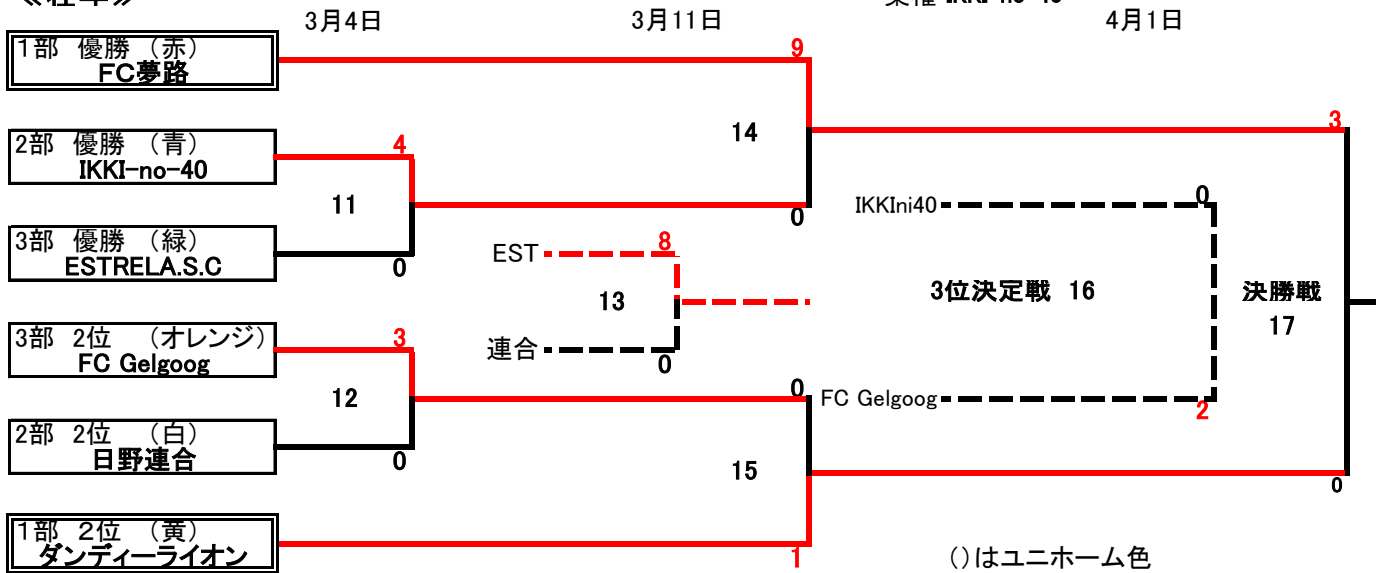 3月4日
3月11日
4月1日
1部 優勝 （赤）
FC夢路
9
14
3
2部 優勝 （青）
IKKI-no-40
4
11
0
IKKIni40
0
3部 優勝 （緑）
ESTRELA.S.C
0
EST
8
13
3位決定戦 16
決勝戦
17
3部 2位 （オレンジ）
FC Gelgoog
3
連合
0
12
0
FC Gelgoog
2
2部 2位 （白）
日野連合
0
15
0
1部 2位 （黄）
ダンディーライオン
1
()はユニホーム色